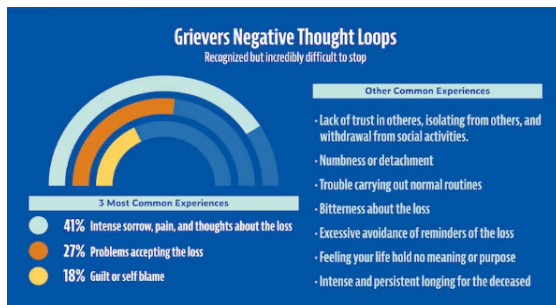 Grievers Negative Thought Loops
Recognized but incredibly difficult to stop
3 Most Common Experiences
41% Intense sorrow, pain, and thoughts about the loss
27% Problems accepting the loss
18% Guilt or self blame
Other Common Experiences
· Lack of trust in otheres, isolating from others, and
withdrawal from social activities.
· Numbness or detachment
· Trouble carrying out normal routines
· Bitterness about the loss
· Excessive avoidance of reminders of the loss
· Feeling your life hold no meaning or purpose
· Intense and persistent longing for the deceased